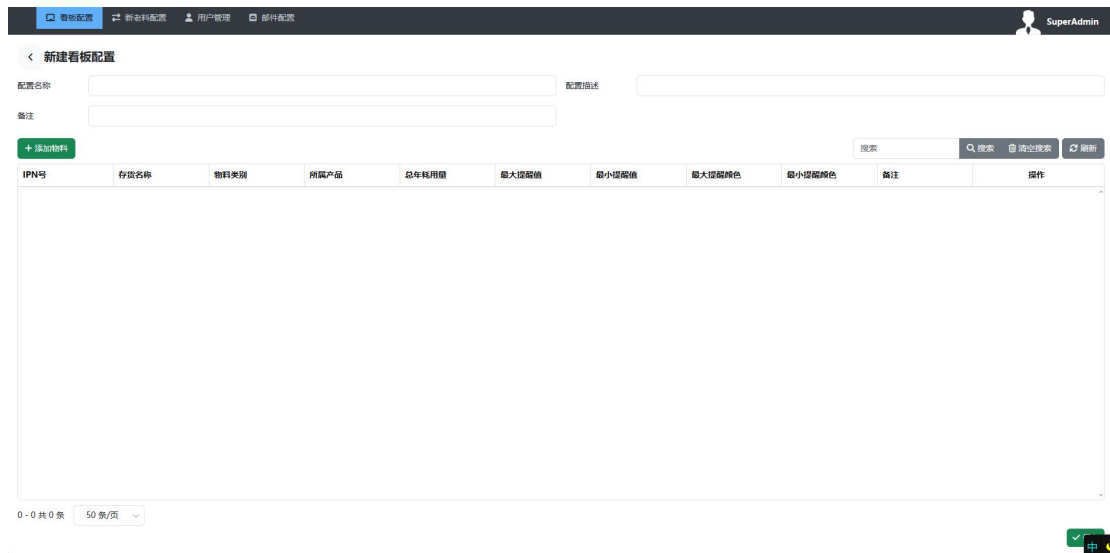 看板配置 新老料配置 用户管理 部件配置 SuperAdmin
新建看板配置
配置名称 配置描述
备注
添加物料 搜索 搜索 清空搜索 刷新
IPN号 存货名称 物料类别 所属产品 总年耗用量 最大提醒值 最小提醒值 最大提醒颜色 最小提醒颜色 备注 操作
0 - 0 共 0 条 50 条/页
中